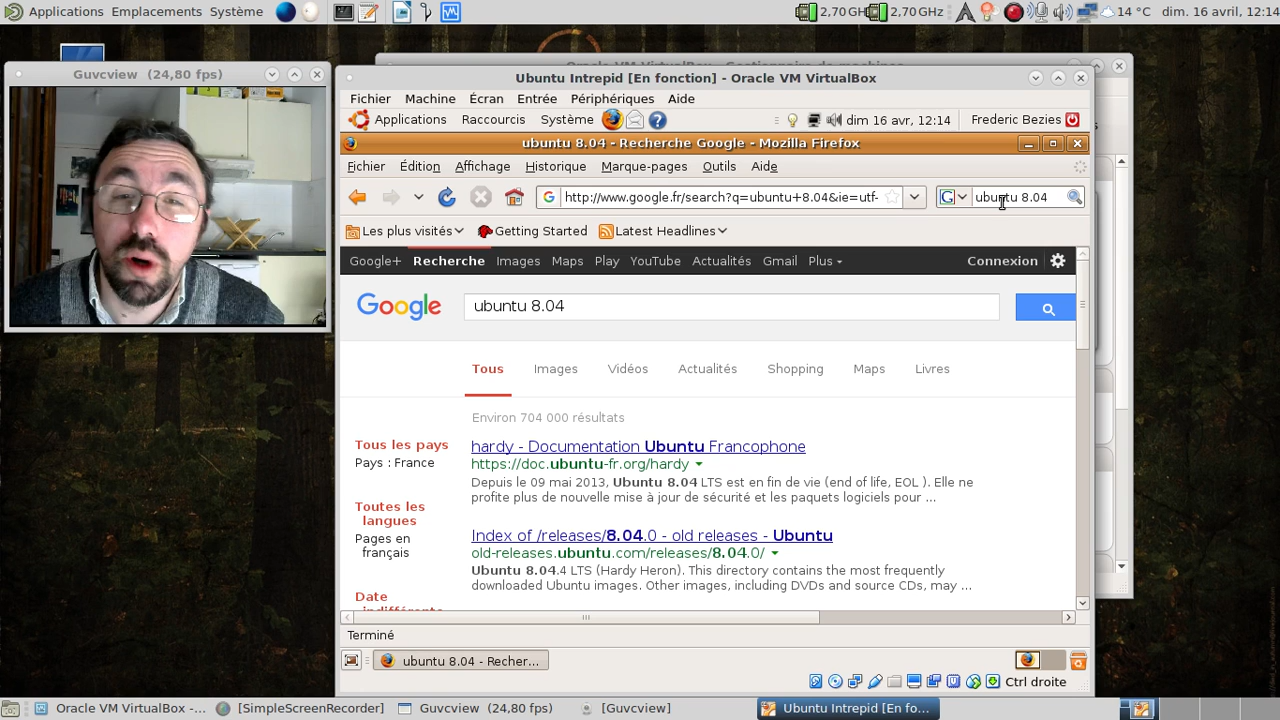 Applications Emplacements Système 2,70 GH 2,70 GHz 14 °C dim. 16 avril, 12:14
Guvcview (24,80 fps)
Ubuntu Intrepid [En fonction] - Oracle VM VirtualBox
Fichier Machine Écran Entrée Périphériques Aide
Applications Raccourcis Système dim 16 avr, 12:14 Frederic Bezies
ubuntu 8.04 - Recherche Google - Mozilla Firefox
Fichier Édition Affichage Historique Marque-pages Outils Aide
http://www.google.fr/search?q=ubuntu+8.04&ie=utf- ubuntu 8.04
Les plus visités Getting Started Latest Headlines
Google+ Recherche Images Maps Play YouTube Actualités Gmail Plus Connexion
Google ubuntu 8.04
Tous Images Vidéos Actualités Shopping Maps Livres
Environ 704 000 résultats
Tous les pays
Pays : France
Toutes les
langues
Pages en
français
Date
indifférente
hardy - Documentation Ubuntu Francophone
https://doc.ubuntu-fr.org/hardy
Depuis le 09 mai 2013, Ubuntu 8.04 LTS est en fin de vie (end of life, EOL ). Elle ne
profite plus de nouvelle mise à jour de sécurité et les paquets logiciels pour ...
Index of /releases/8.04.0 - old releases - Ubuntu
old-releases.ubuntu.com/releases/8.04.0/
Ubuntu 8.04.4 LTS (Hardy Heron). This directory contains the most frequently
downloaded Ubuntu images. Other images, including DVDs and source CDs, may ...
Terminé
ubuntu 8.04 - Recher...
Ctrl droite
Oracle VM VirtualBox -... [SimpleScreenRecorder] Guvcview (24,80 fps) [Guvcview] Ubuntu Intrepid [En fo...